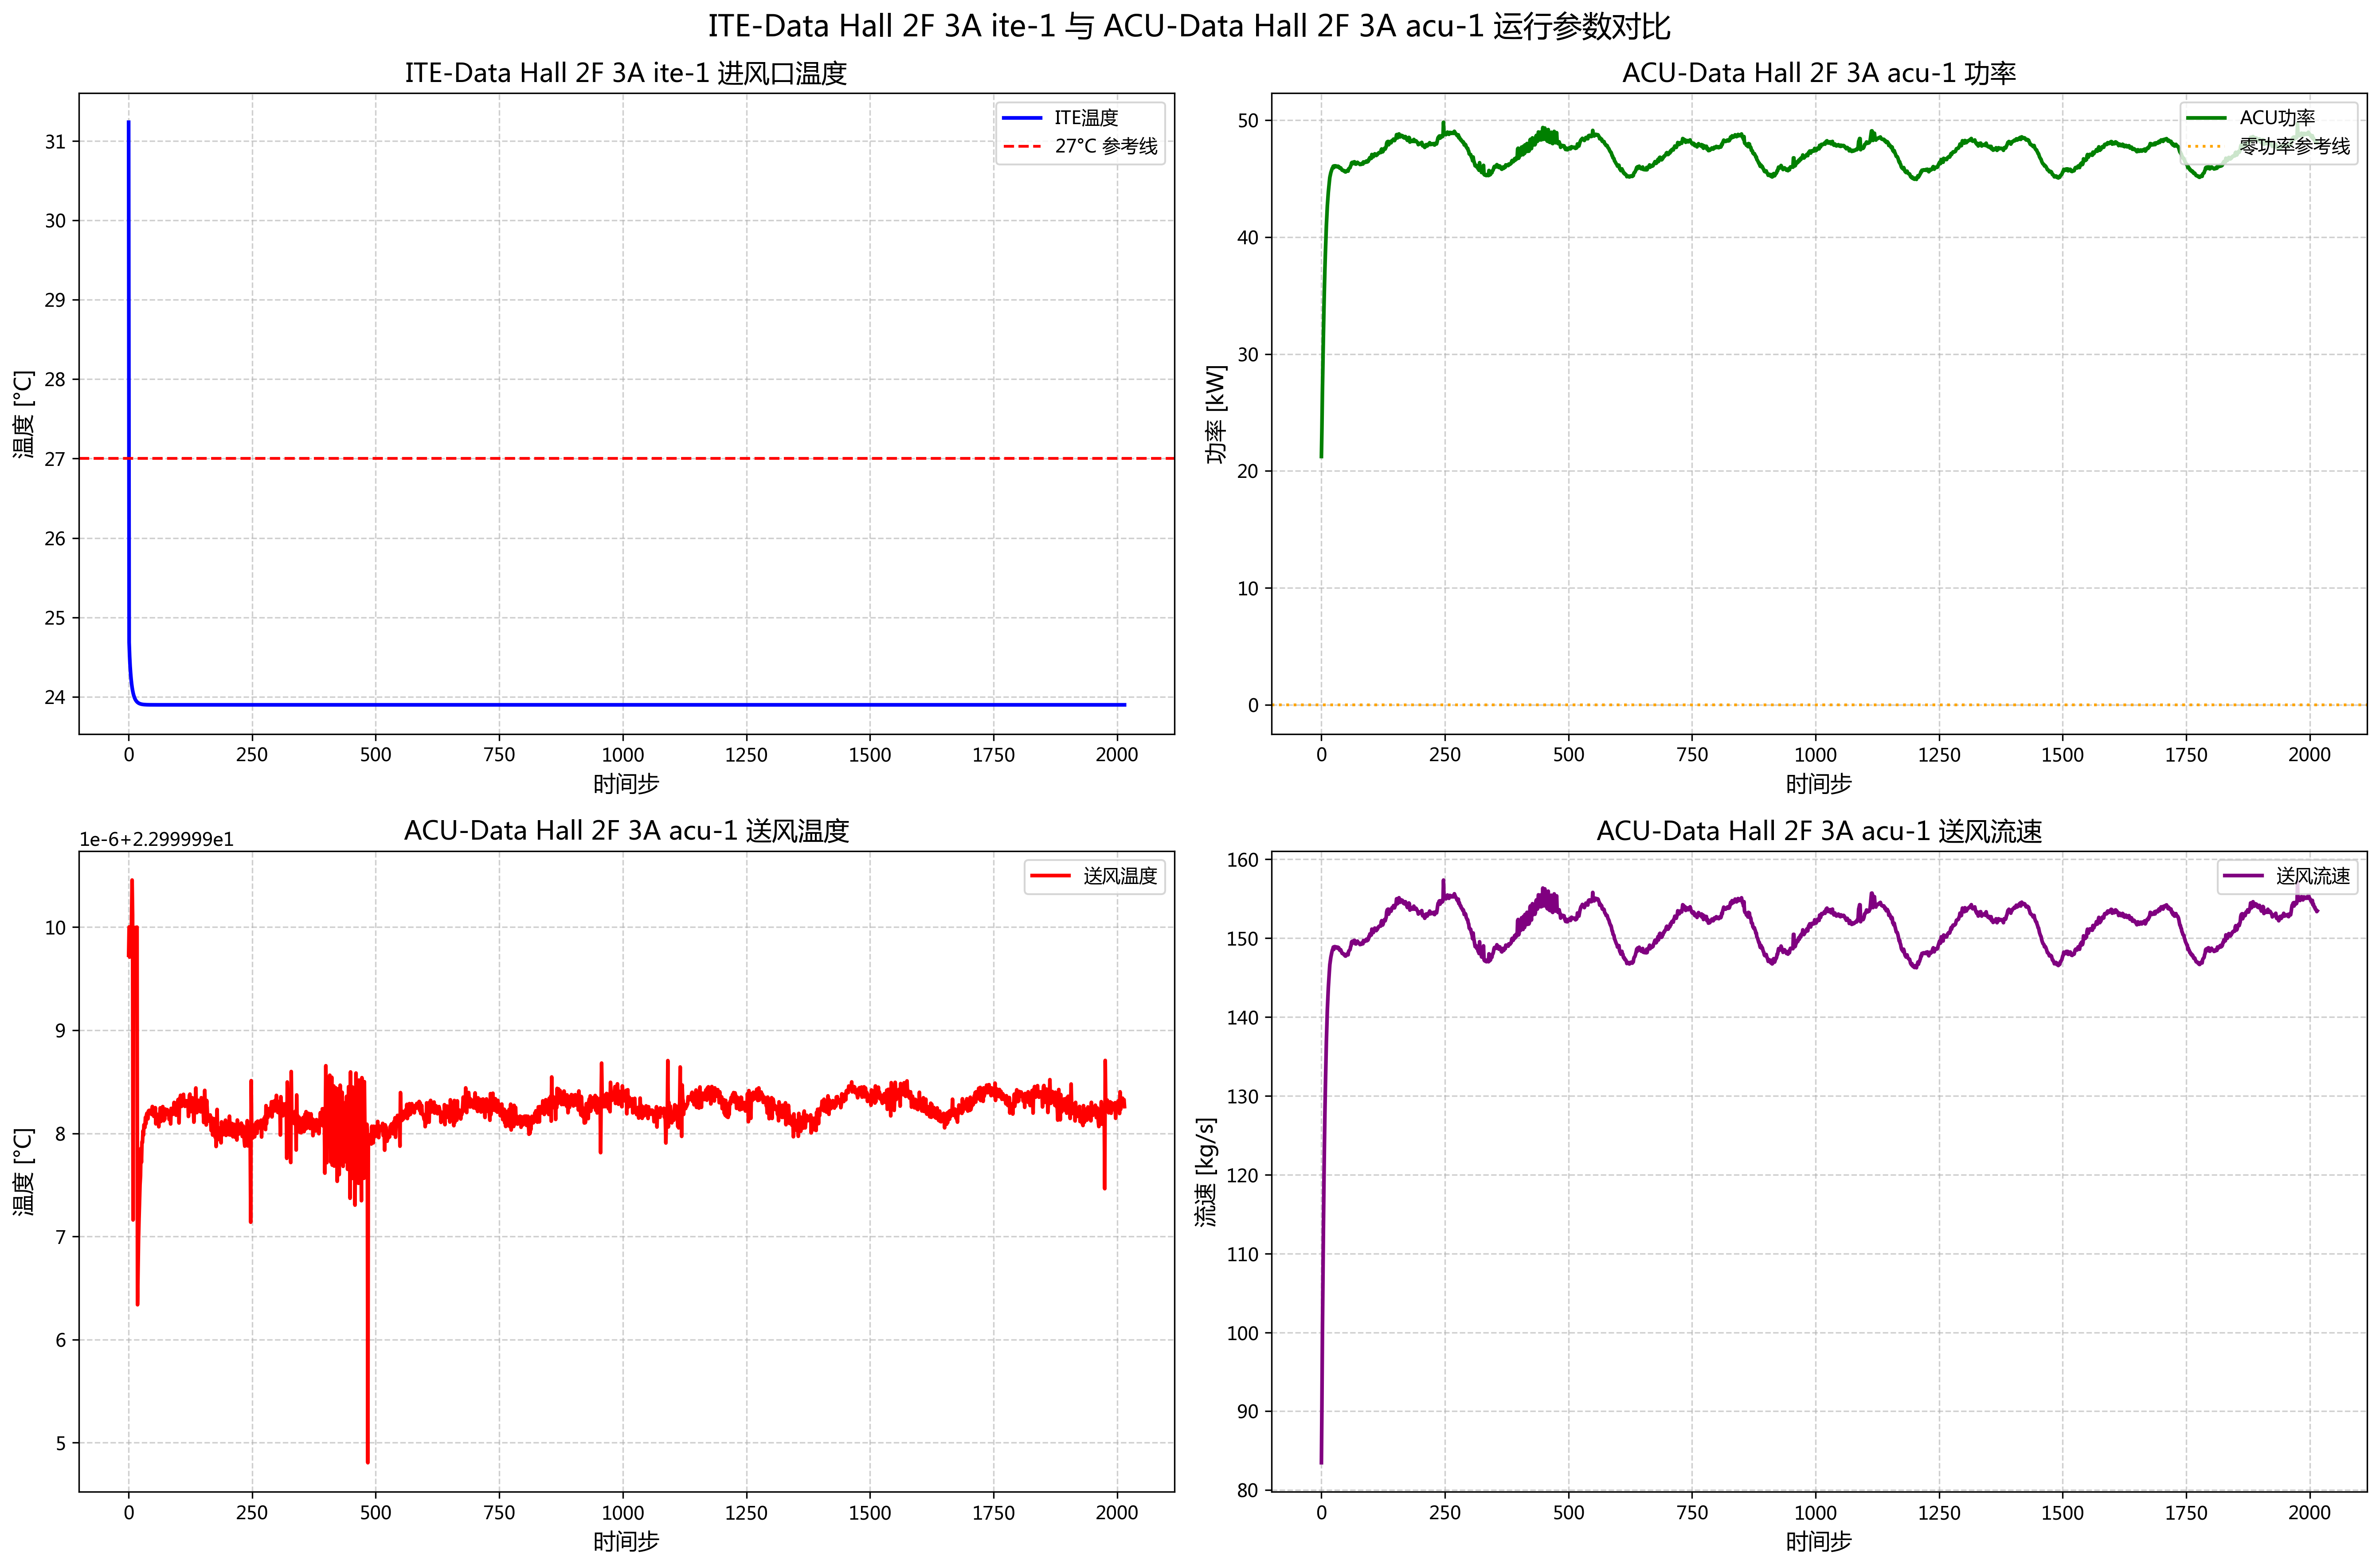 ITE-Data Hall 2F 3A ite-1 与 ACU-Data Hall 2F 3A acu-1 运行参数对比
ITE-Data Hall 2F 3A ite-1 进风口温度
ITE温度
27°C 参考线
温度 [°C]
31
30
29
28
27
26
25
24
0 250 500 750 1000 1250 1500 1750 2000
时间步
ACU-Data Hall 2F 3A acu-1 功率
ACU功率
零功率参考线
功率 [kW]
50
40
30
20
10
0
0 250 500 750 1000 1250 1500 1750 2000
时间步
ACU-Data Hall 2F 3A acu-1 送风温度
1e-6+2.299999e1
送风温度
温度 [°C]
10
9
8
7
6
5
0 250 500 750 1000 1250 1500 1750 2000
时间步
ACU-Data Hall 2F 3A acu-1 送风流速
送风流速
流速 [kg/s]
160
150
140
130
120
110
100
90
80
0 250 500 750 1000 1250 1500 1750 2000
时间步